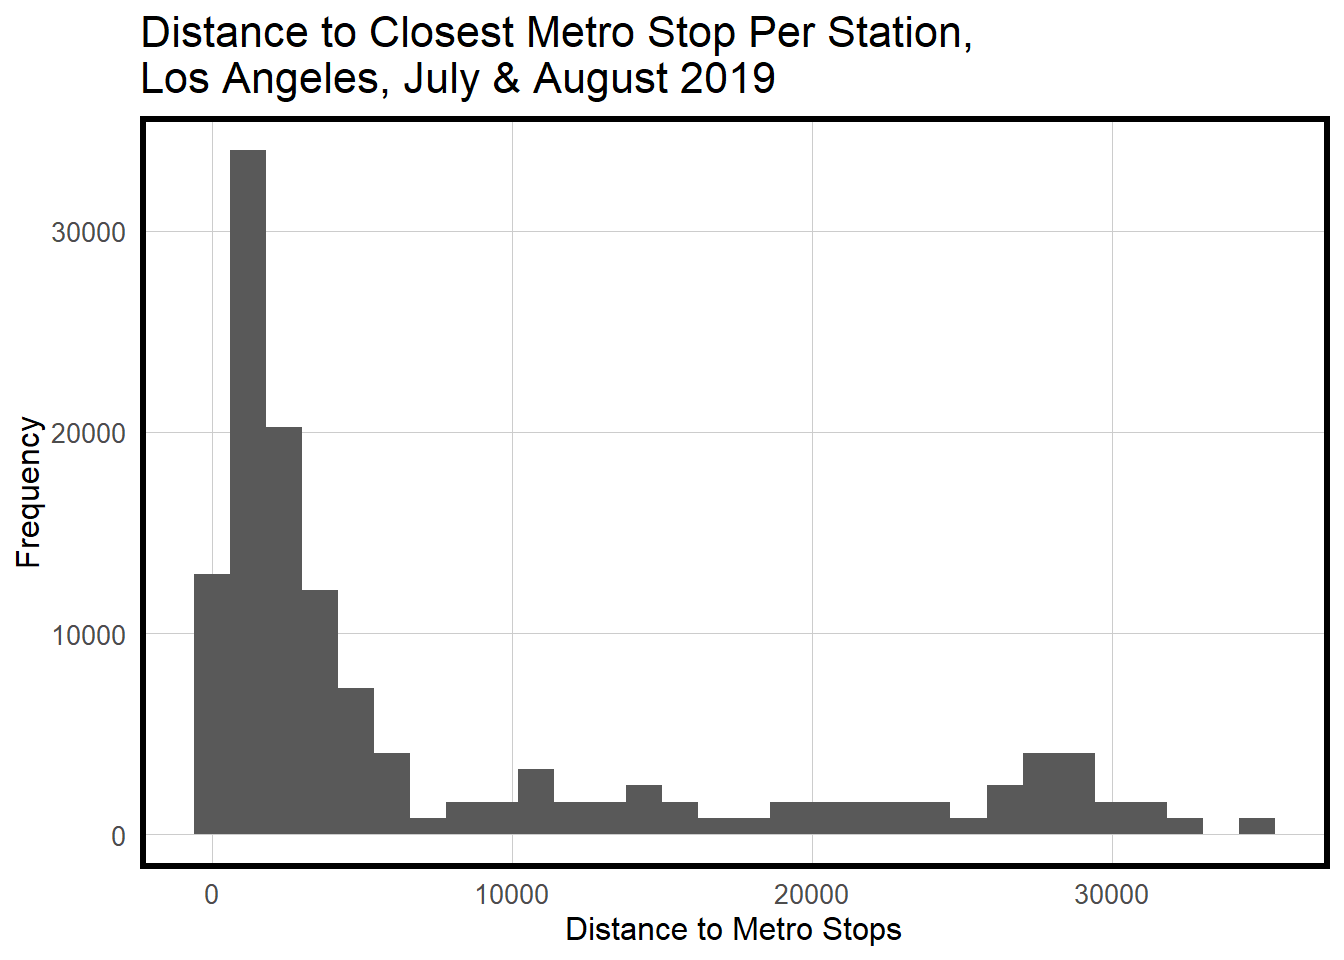 Distance to Closest Metro Stop Per Station,
Los Angeles, July & August 2019
30000
20000
10000
0
Frequency
0 10000 20000 30000
Distance to Metro Stops